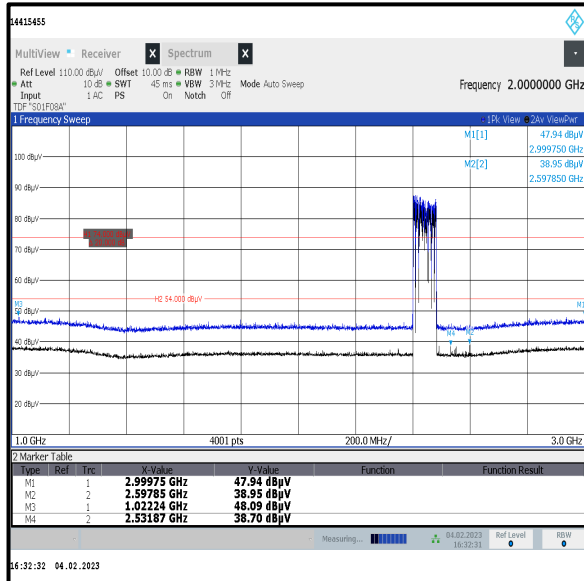 14415455
MultiView Receiver X Spectrum X
Ref Level 110.00 dBµV Offset 10.00 dB RBW 1 MHz
Att 10 dB SWT 45 ms VBW 3 MHz Mode Auto Sweep Frequency 2.0000000 GHz
Input 1 AC PS On Notch Off
TDF "S01F08A"
1 Frequency Sweep 1Pk View 2Av ViewPwr
M1[1] 47.94 dBµV
2.999750 GHz
M2[2] 38.95 dBµV
2.597850 GHz
100 dBµV
90 dBµV
80 dBµV
70 dBµV
60 dBµV
H2 54.000 dBµV
M3
M1
50 dBµV
M4 M2
40 dBµV
30 dBµV
20 dBµV
1.0 GHz 4001 pts 200.0 MHz/ 3.0 GHz
2 Marker Table
Type Ref Trc X-Value Y-Value Function Function Result
M1 1 2.99975 GHz 47.94 dBµV
M2 2 2.59785 GHz 38.95 dBµV
M3 1 1.02224 GHz 48.09 dBµV
M4 2 2.53187 GHz 38.70 dBµV
Measuring... 04.02.2023 Ref Level RBW
16:32:31
16:32:32 04.02.2023